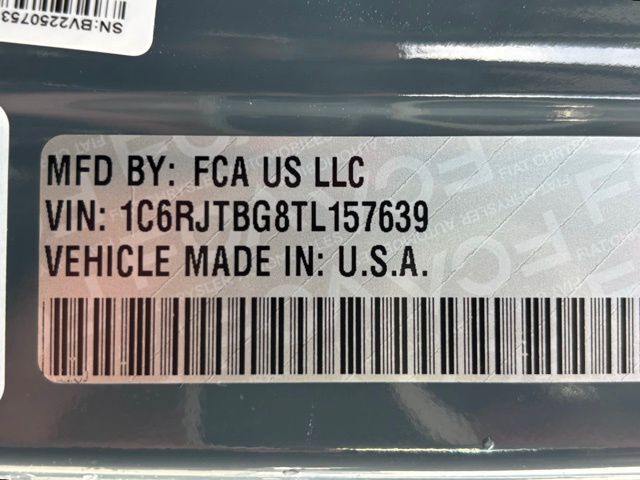 SN:BV2250753
MFD BY: FCA US LLC
VIN: 1C6RJTBG8TL157639
VEHICLE MADE IN: U.S.A.